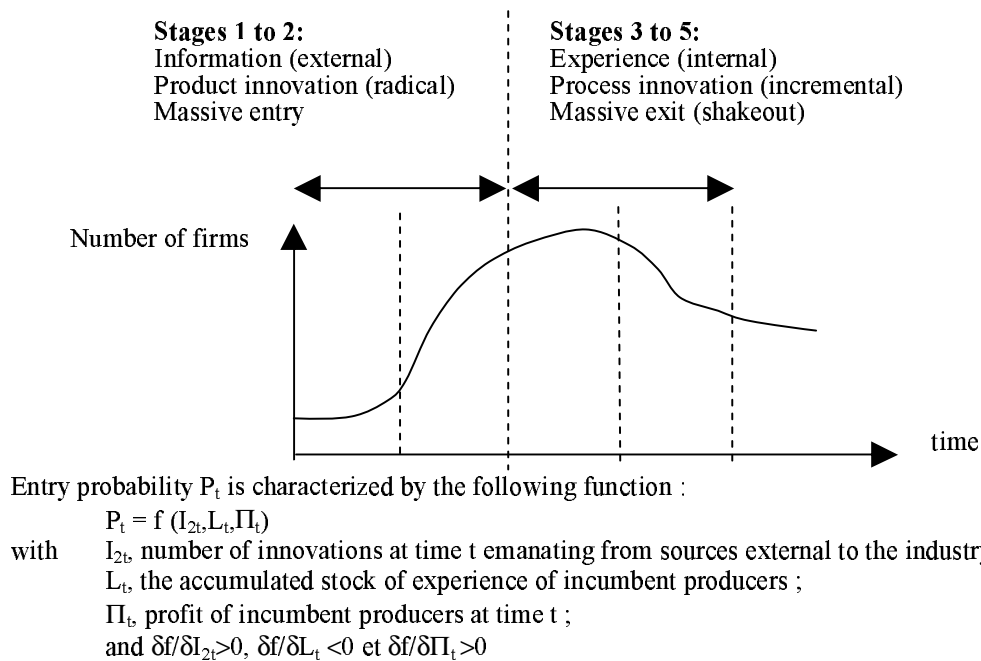 Stages 1 to 2:
Information (external)
Product innovation (radical)
Massive entry
Stages 3 to 5:
Experience (internal)
Process innovation (incremental)
Massive exit (shakeout)
Number of firms
time
Entry probability Pₜ is characterized by the following function :
Pₜ = f (I₂ₜ,Lₜ,Πₜ)
with I₂ₜ, number of innovations at time t emanating from sources external to the industry
Lₜ, the accumulated stock of experience of incumbent producers ;
Πₜ, profit of incumbent producers at time t ;
and δf/δI₂ₜ>0, δf/δLₜ <0 et δf/δΠₜ>0